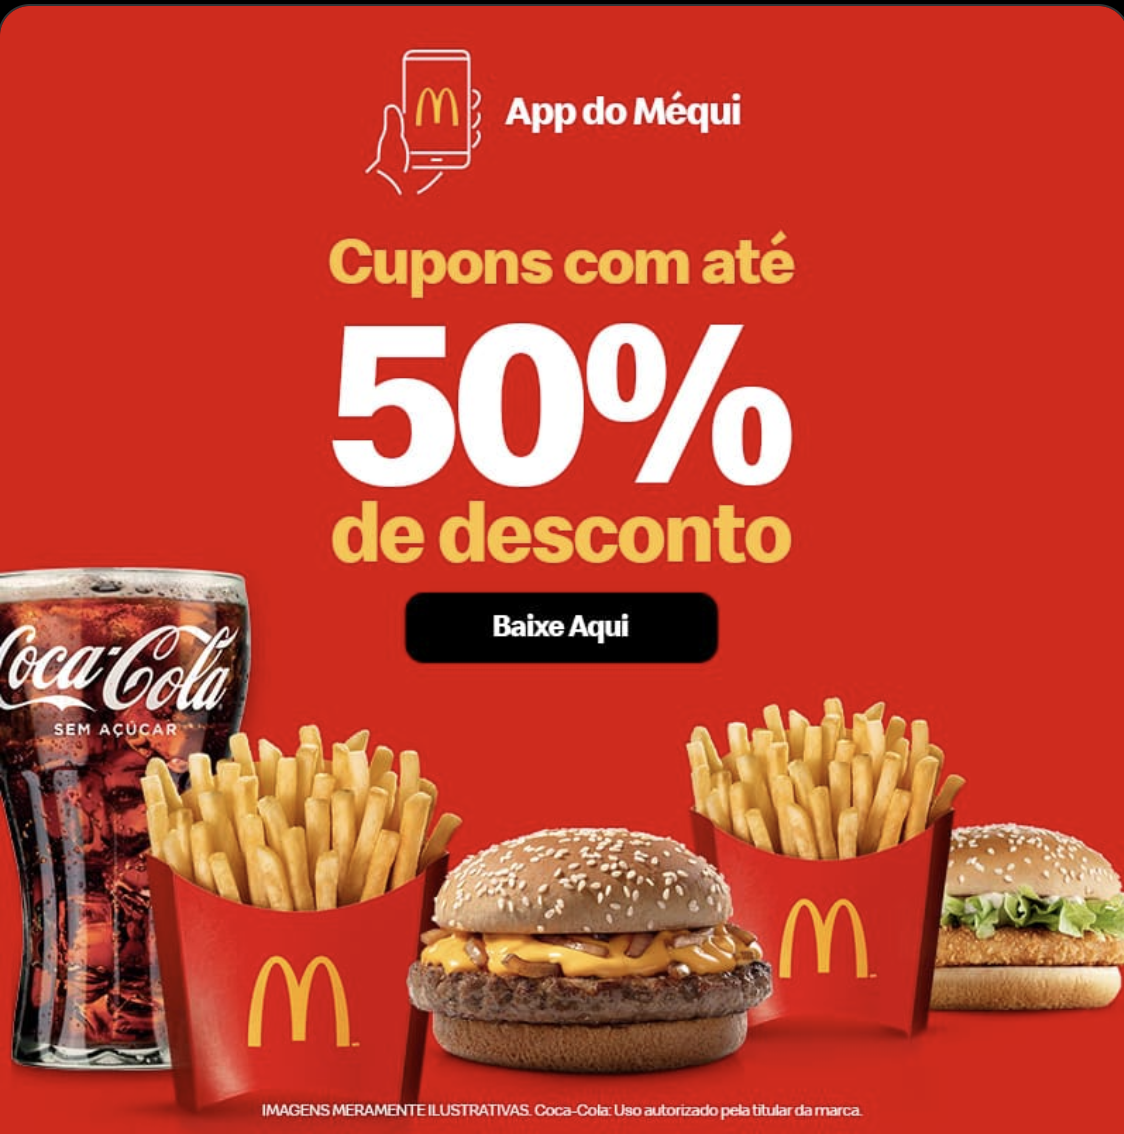 App do Méqui
Cupons com até
50%
de desconto
Baixe Aqui
Coca-Cola
SEM AÇÚCAR
IMAGENS MERAMENTE ILUSTRATIVAS. Coca-Cola: Uso autorizado pela titular da marca.